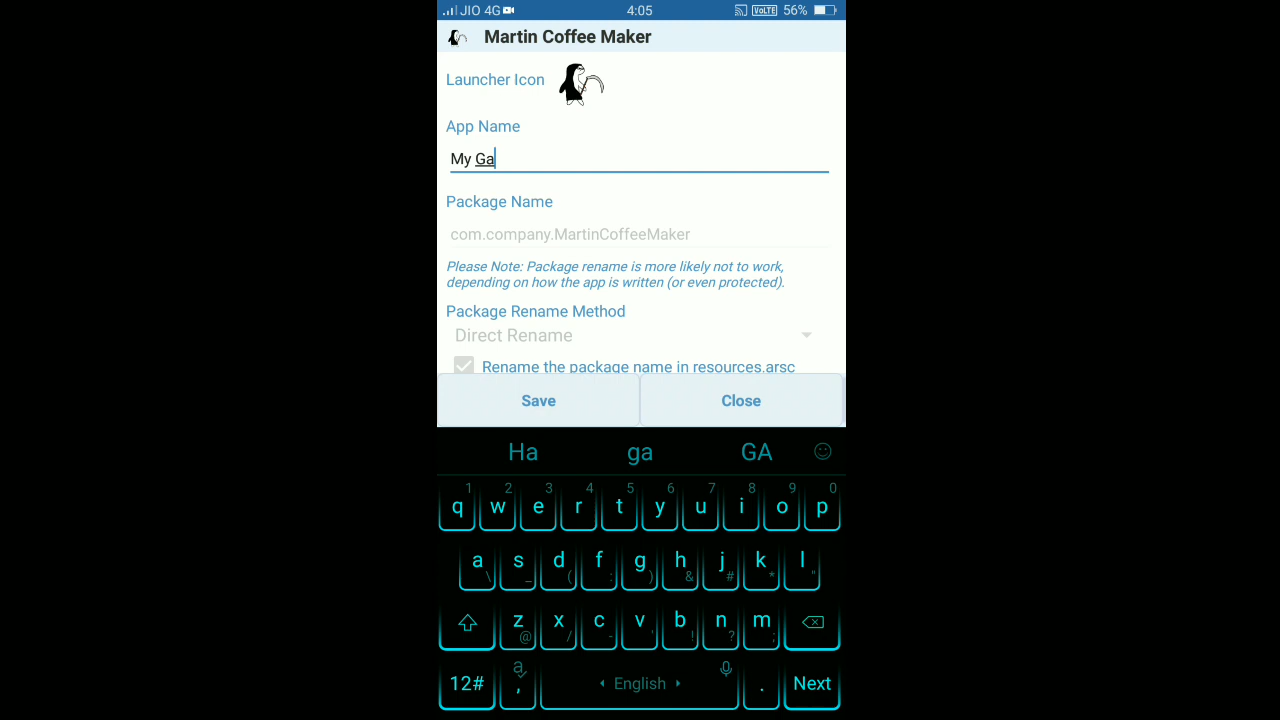 JIO 4G 4:05 VoLTE 56%
Martin Coffee Maker
Launcher Icon
App Name
My Ga
Package Name
com.company.MartinCoffeeMaker
Please Note: Package rename is more likely not to work,
depending on how the app is written (or even protected).
Package Rename Method
Direct Rename
Rename the package name in resources.arsc
Save Close
Ha ga GA
1 2 3 4 5 6 7 8 9 0
q w e r t y u i o p
a s d f g h j k l
\ _ ( : ) & # * "
z x c v b n m
@ / - ' ! ? ;
12# a , English . Next